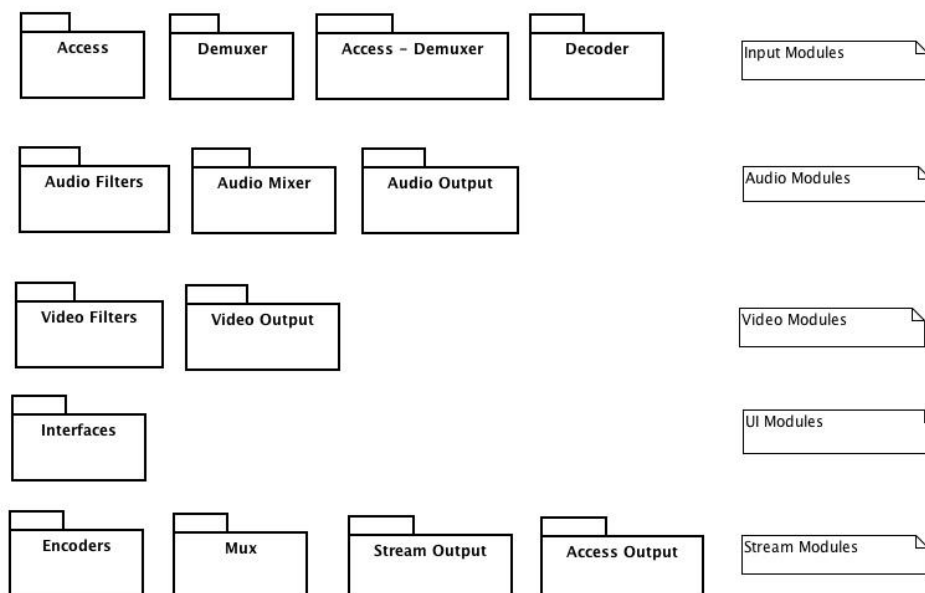 Access
Demuxer
Access – Demuxer
Decoder
Input Modules
Audio Filters
Audio Mixer
Audio Output
Audio Modules
Video Filters
Video Output
Video Modules
Interfaces
UI Modules
Encoders
Mux
Stream Output
Access Output
Stream Modules